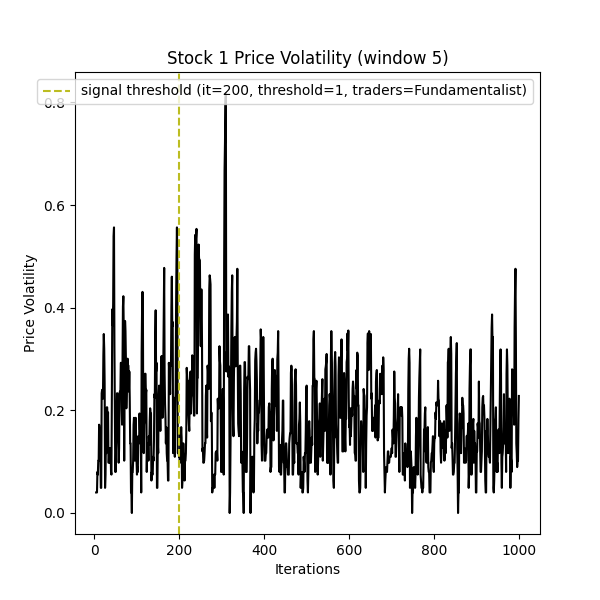 Stock 1 Price Volatility (window 5)
signal threshold (it=200, threshold=1, traders=Fundamentalist)
0.8
0.6
0.4
0.2
0.0
Price Volatility
0 200 400 600 800 1000
Iterations